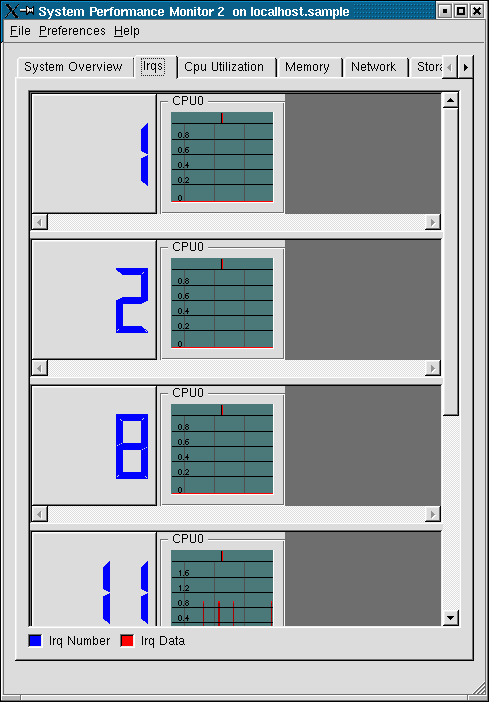 System Performance Monitor 2 on localhost.sample
File Preferences Help
System Overview Irqs Cpu Utilization Memory Network Stora
1 CPU0
0.8
0.6
0.4
0.2
0
2 CPU0
0.8
0.6
0.4
0.2
0
8 CPU0
0.8
0.6
0.4
0.2
0
11 CPU0
1.6
1.2
0.8
0.4
Irq Number Irq Data